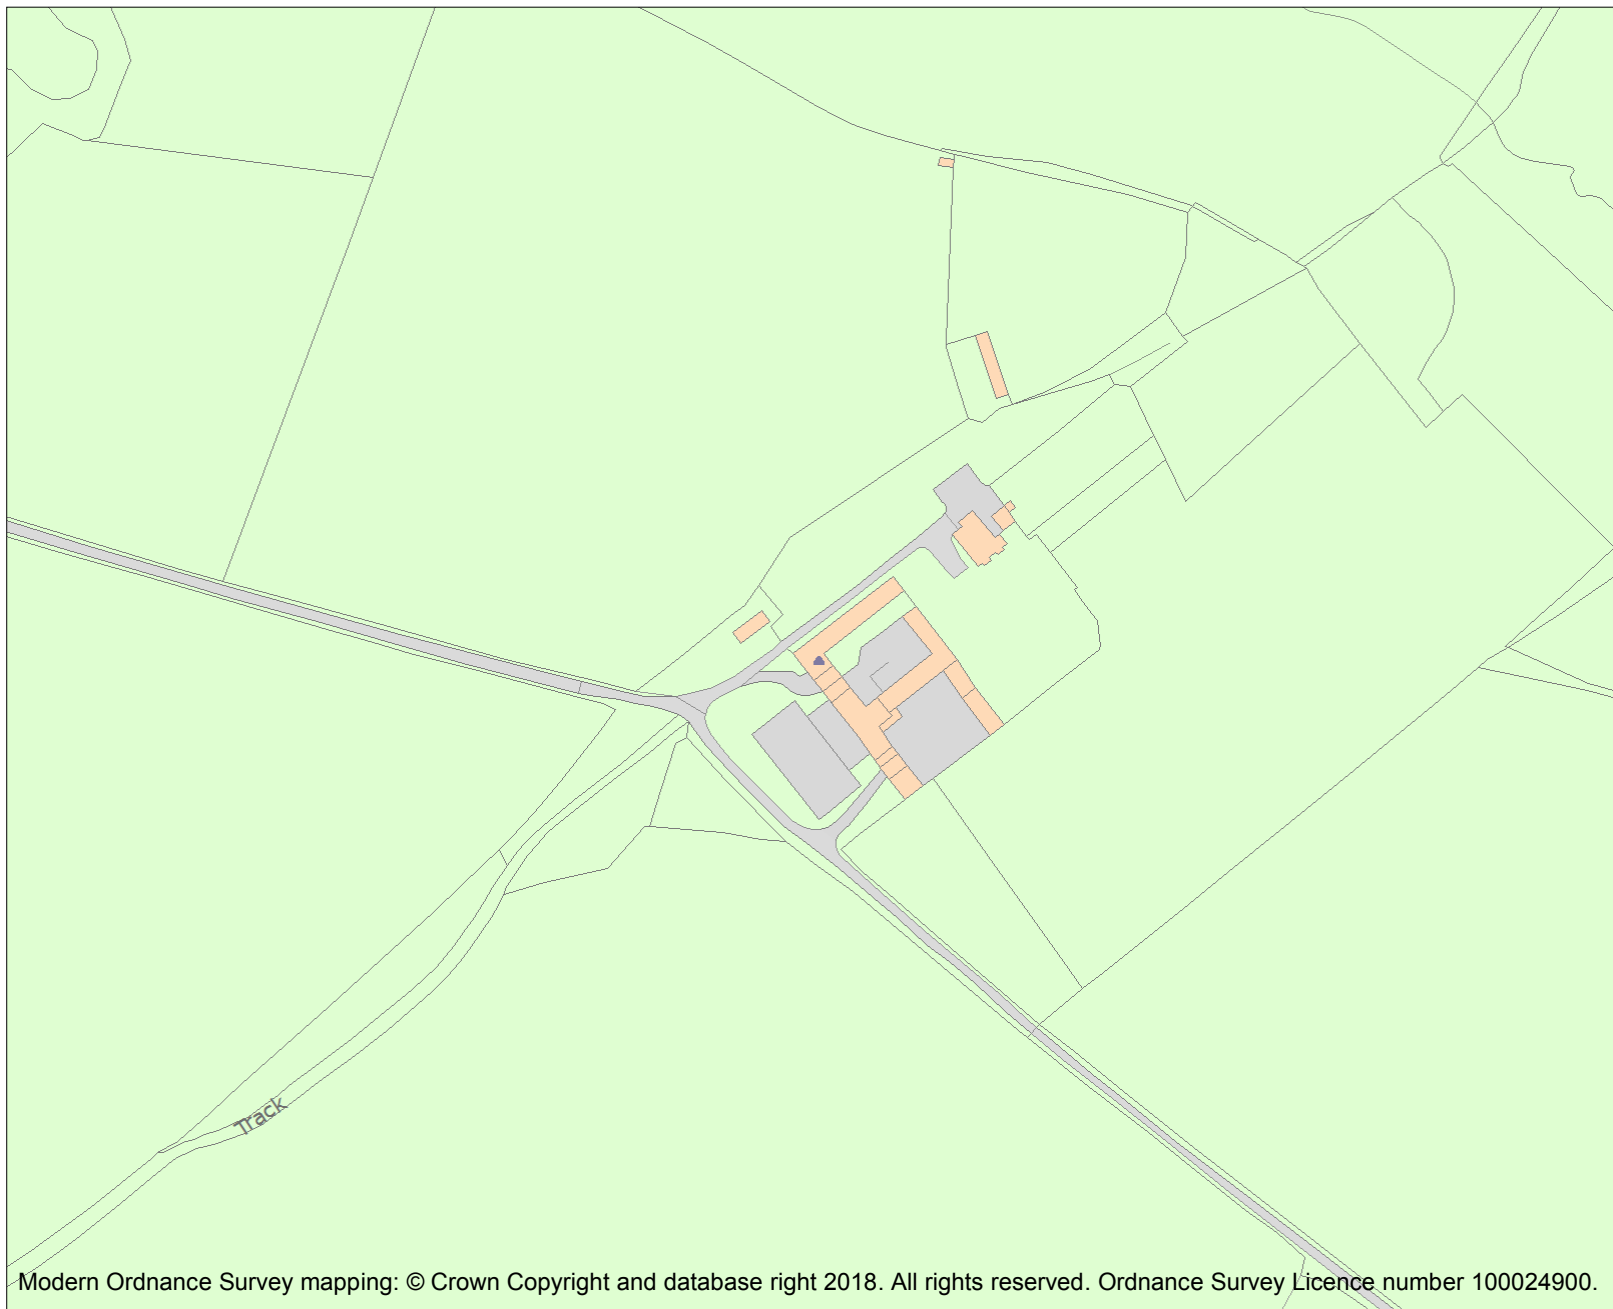 Track
Modern Ordnance Survey mapping: © Crown Copyright and database right 2018. All rights reserved. Ordnance Survey Licence number 100024900.